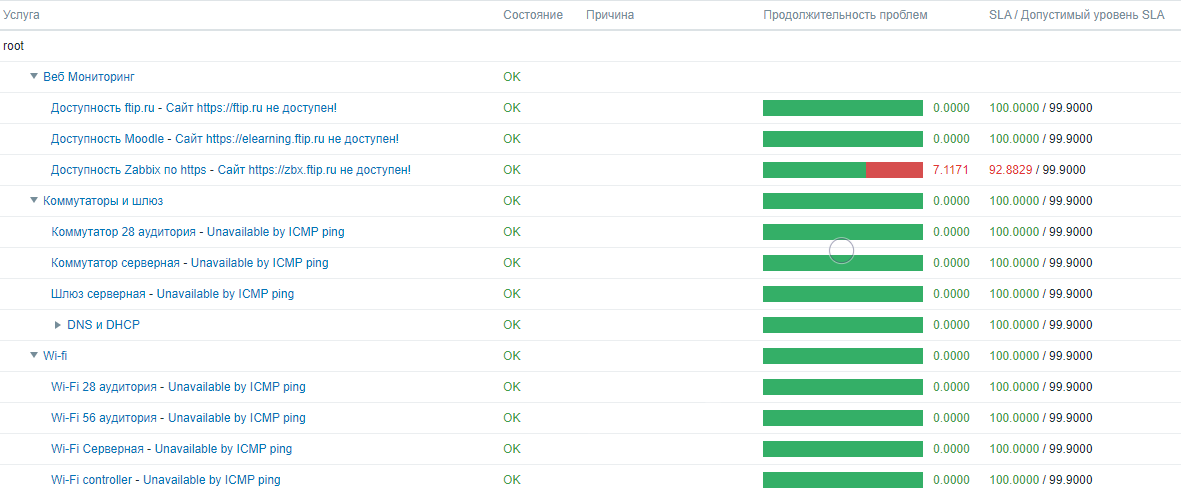 Услуга Состояние Причина Продолжительность проблем SLA / Допустимый уровень SLA
root
Веб Мониторинг OK
Доступность ftip.ru - Сайт https://ftip.ru не доступен! OK 0.0000 100.0000 / 99.9000
Доступность Moodle - Сайт https://elearning.ftip.ru не доступен! OK 0.0000 100.0000 / 99.9000
Доступность Zabbix по https - Сайт https://zbx.ftip.ru не доступен! OK 7.1171 92.8829 / 99.9000
Коммутаторы и шлюз OK 0.0000 100.0000 / 99.9000
Коммутатор 28 аудитория - Unavailable by ICMP ping OK 0.0000 100.0000 / 99.9000
Коммутатор серверная - Unavailable by ICMP ping OK 0.0000 100.0000 / 99.9000
Шлюз серверная - Unavailable by ICMP ping OK 0.0000 100.0000 / 99.9000
DNS и DHCP OK 0.0000 100.0000 / 99.9000
Wi-fi OK 0.0000 100.0000 / 99.9000
Wi-Fi 28 аудитория - Unavailable by ICMP ping OK 0.0000 100.0000 / 99.9000
Wi-Fi 56 аудитория - Unavailable by ICMP ping OK 0.0000 100.0000 / 99.9000
Wi-Fi Серверная - Unavailable by ICMP ping OK 0.0000 100.0000 / 99.9000
Wi-Fi controller - Unavailable by ICMP ping OK 0.0000 100.0000 / 99.9000